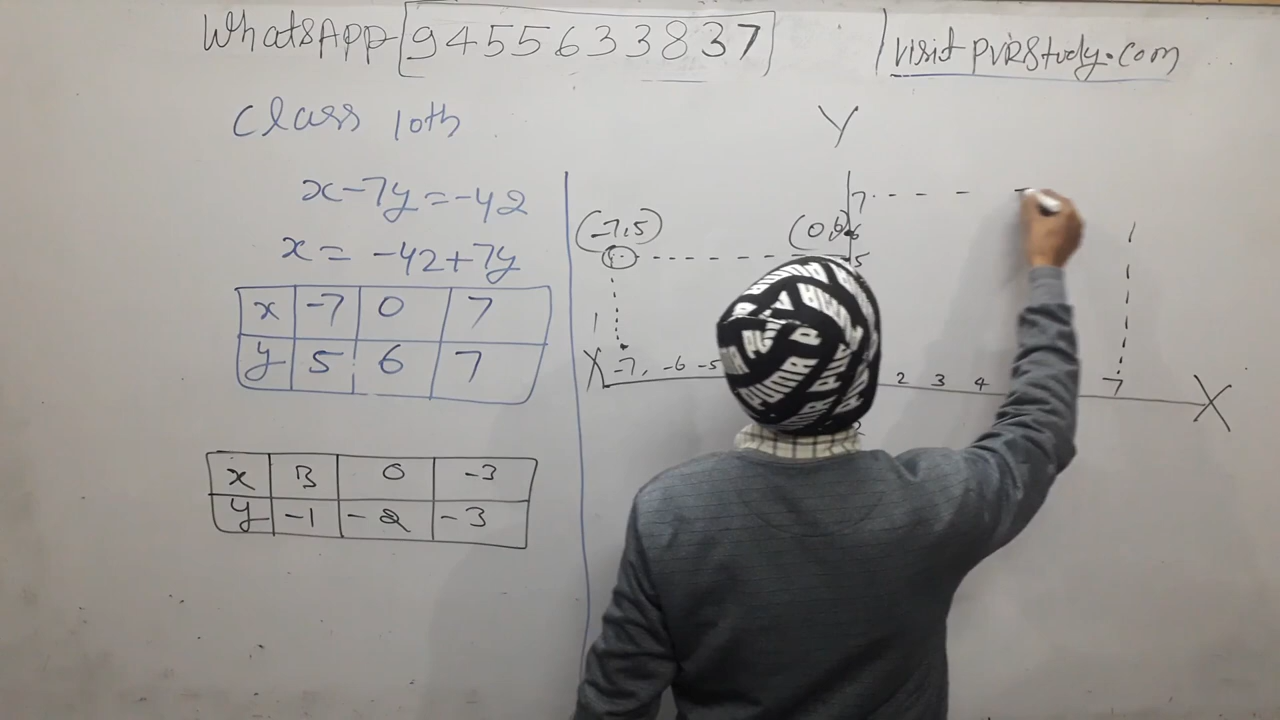 WhatsApp 9455633837
visit PVRStudy.com
Class 10th
x-7y=-42
x= -42+7y
x -7 0 7
y 5 6 7
x 3 0 -3
y -1 -2 -3
Y
7
(-7,5) (0,6) 6
5
X' -7, -6 -5 2 3 4 7 X
2